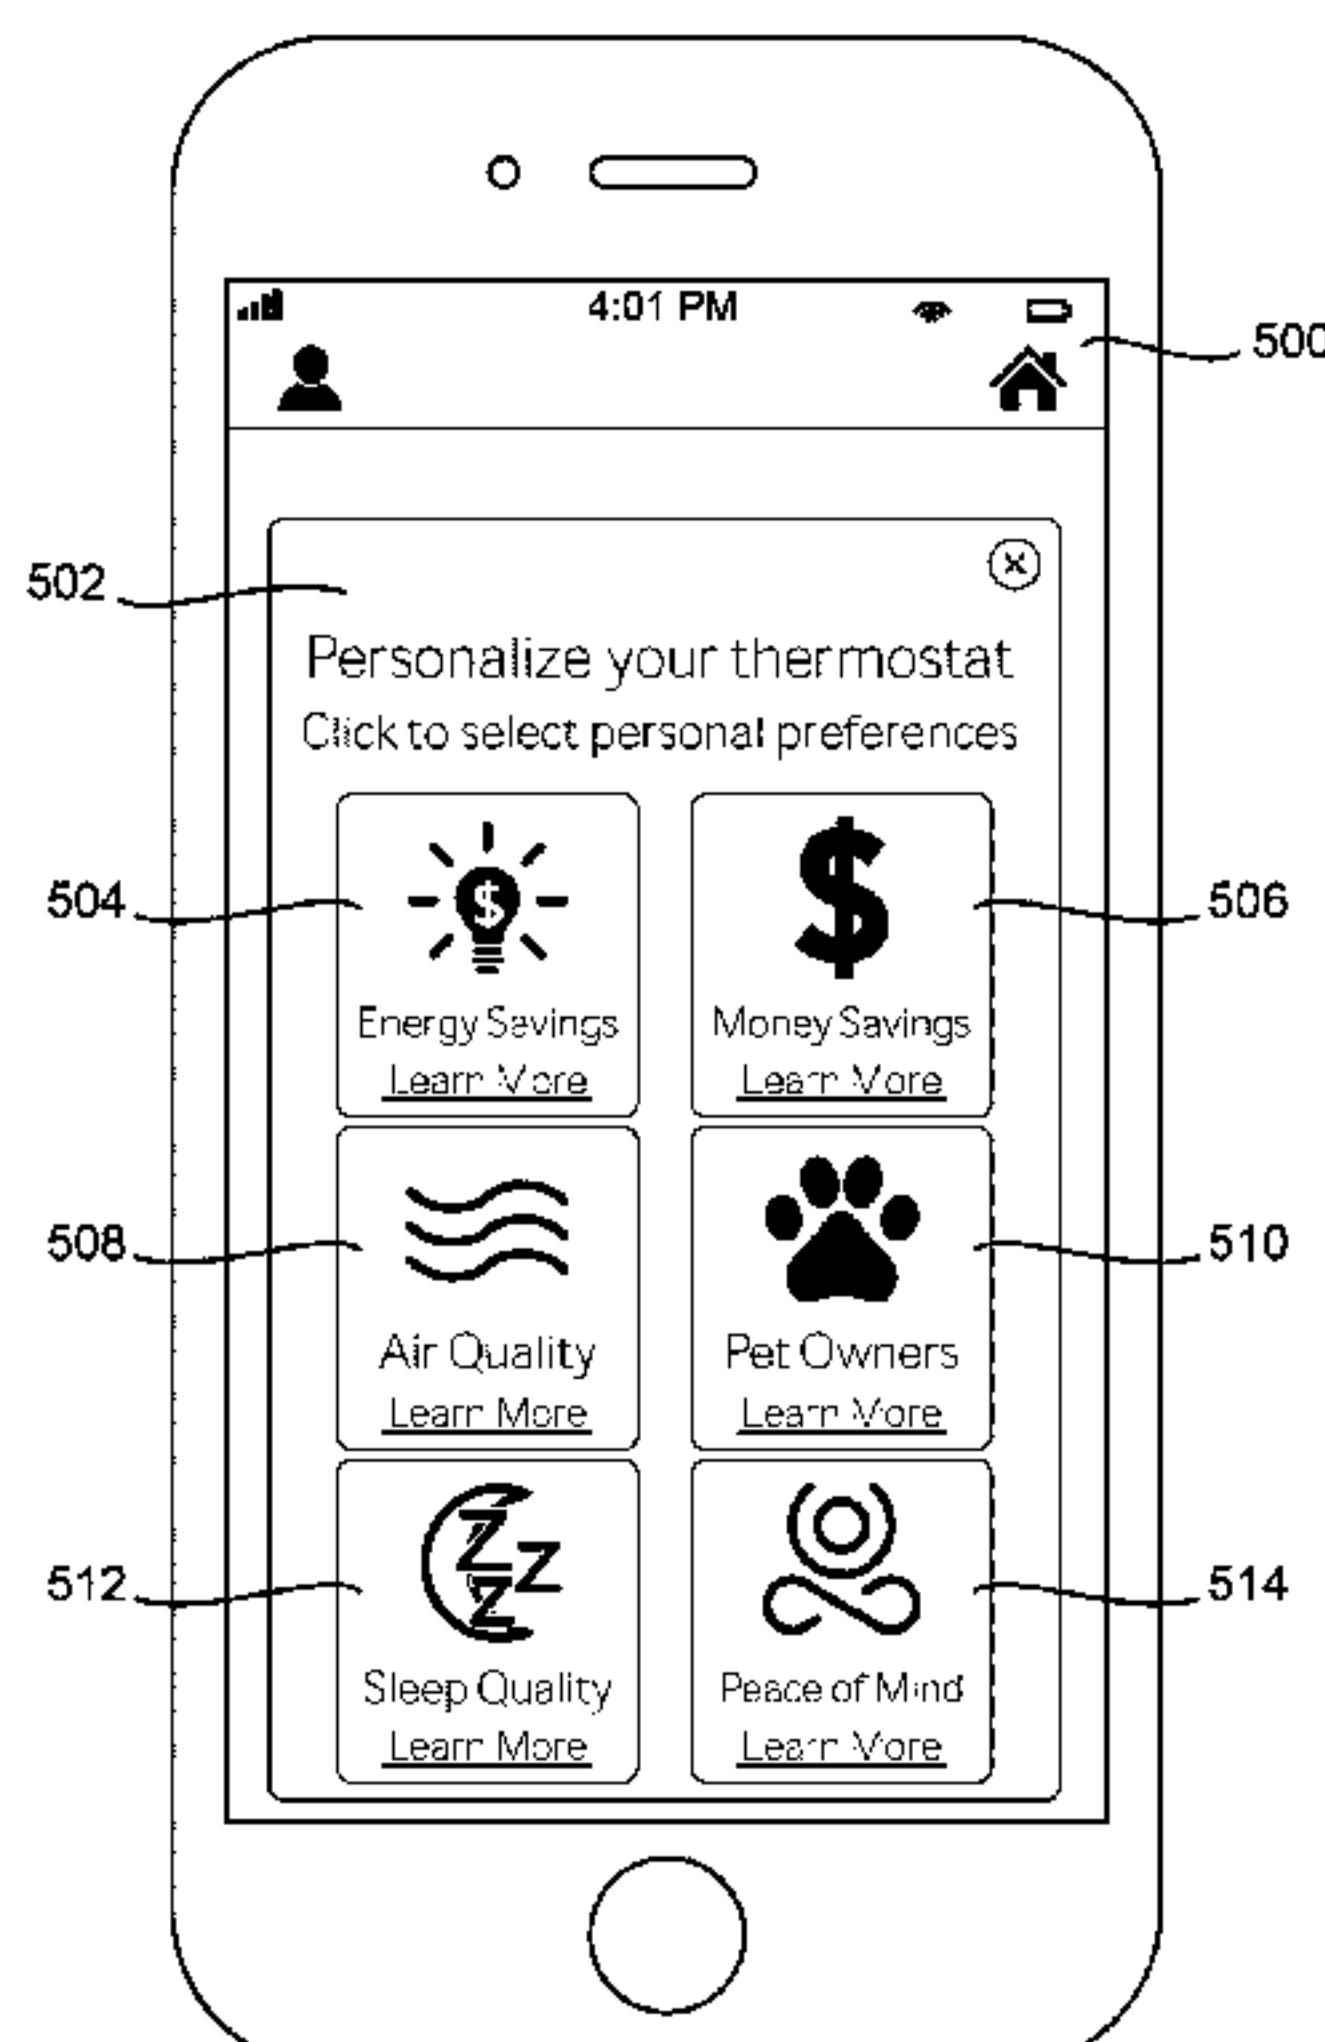 4:01 PM
500
502
Personalize your thermostat
Click to select personal preferences
504
$
$
506
Energy Savings
Money Savings
Learn More
Learn More
508
510
Air Quality
Pet Owners
Learn More
Learn More
Z
Z
Z
512
514
Sleep Quality
Peace of Mind
Learn More
Learn More